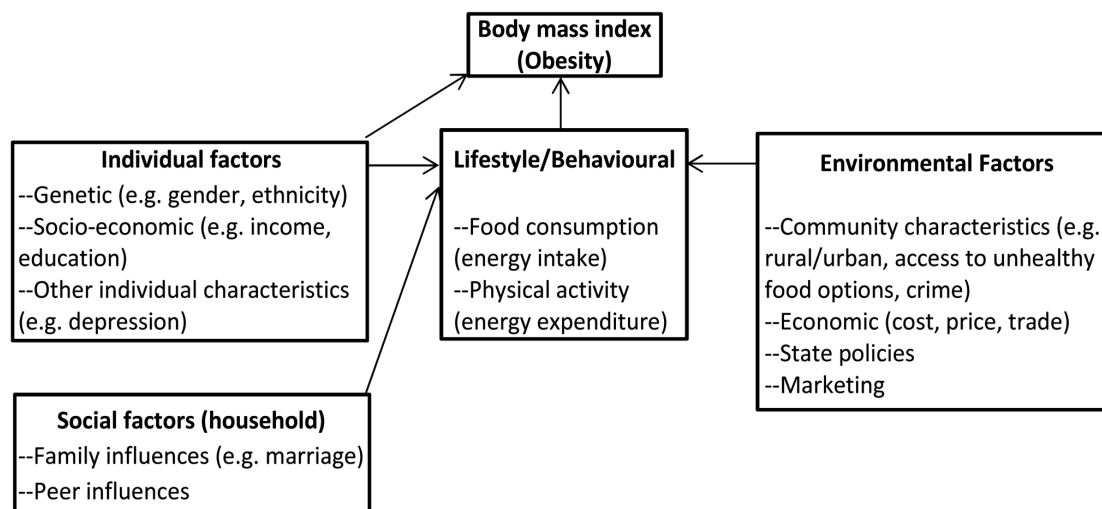 Body mass index
(Obesity)
Individual factors
--Genetic (e.g. gender, ethnicity)
--Socio-economic (e.g. income,
education)
--Other individual characteristics
(e.g. depression)
Lifestyle/Behavioural
--Food consumption
(energy intake)
--Physical activity
(energy expenditure)
Environmental Factors
--Community characteristics (e.g.
rural/urban, access to unhealthy
food options, crime)
--Economic (cost, price, trade)
--State policies
--Marketing
Social factors (household)
--Family influences (e.g. marriage)
--Peer influences